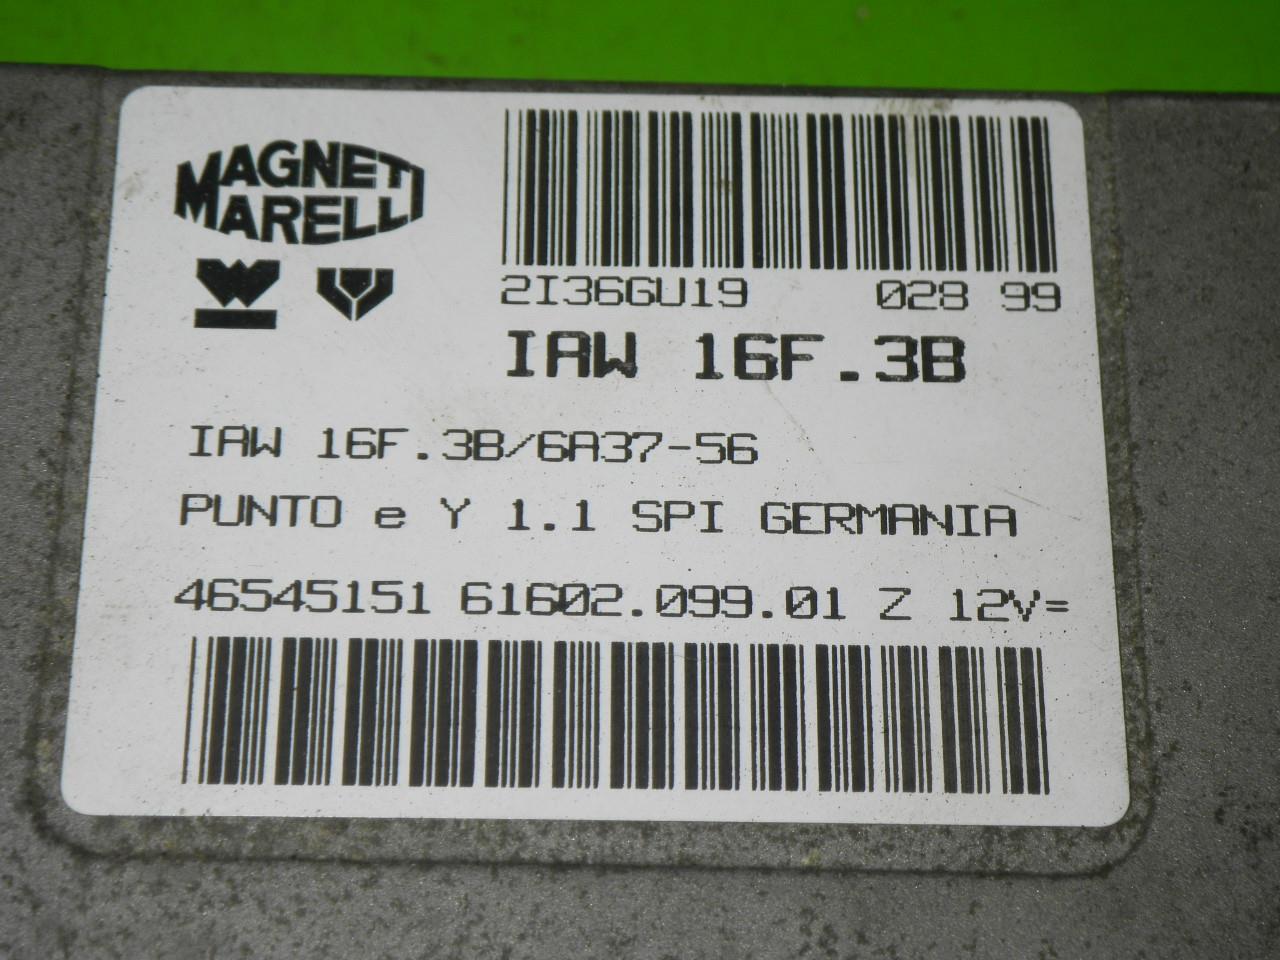 MAGNETI
MARELLI
2I36GU19 028 99
IAW 16F.3B
IAW 16F.3B/6A37-56
PUNTO e Y 1.1 SPI GERMANIA
46545151 61602.099.01 Z 12V=